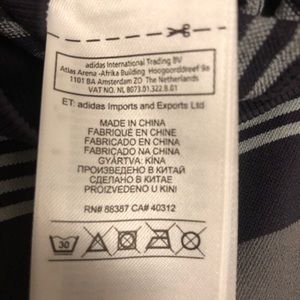 adidas International Trading BV
Atlas Arena -Afrika Building Hoogoorddreef 9a
1101 BA Amsterdam ZO The Netherlands
VAT NO. NL 8073.01.322.B.01
ET: adidas Imports and Exports Ltd
MADE IN CHINA
FABRIQUÉ EN CHINE
FABRICADO EN CHINA
FABRICADO NA CHINA
GYÁRTVA: KÍNA
ПРОИЗВЕДЕНО В КИТАЙ
СДЕЛАНО В КИТАЕ
PROIZVEDENO U KINI
RN# 88387 CA# 40312
30